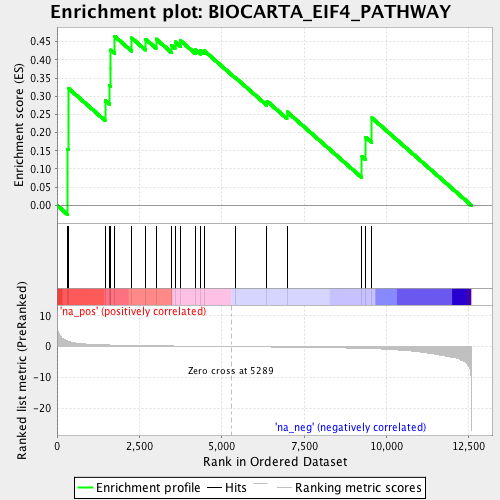 Enrichment plot: BIOCARTA_EIF4_PATHWAY
Enrichment score (ES)
0.45
0.40
0.35
0.30
0.25
0.20
0.15
0.10
0.05
0.00
'na_pos' (positively correlated)
Ranked list metric (PreRanked)
10
5
0
-5
-10
-20
Zero cross at 5289
'na_neg' (negatively correlated)
0
2,500
5,000
7,500
10,000
12,500
Rank in Ordered Dataset
Enrichment profile
Hits
Ranking metric scores